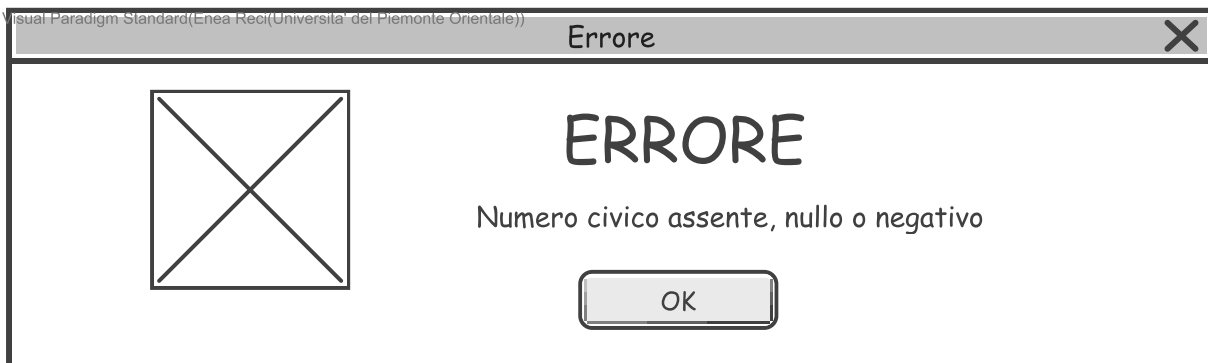 Visual Paradigm Standard(Enea Reci(Universita' del Piemonte Orientale))
Errore
ERRORE
Numero civico assente, nullo o negativo
OK